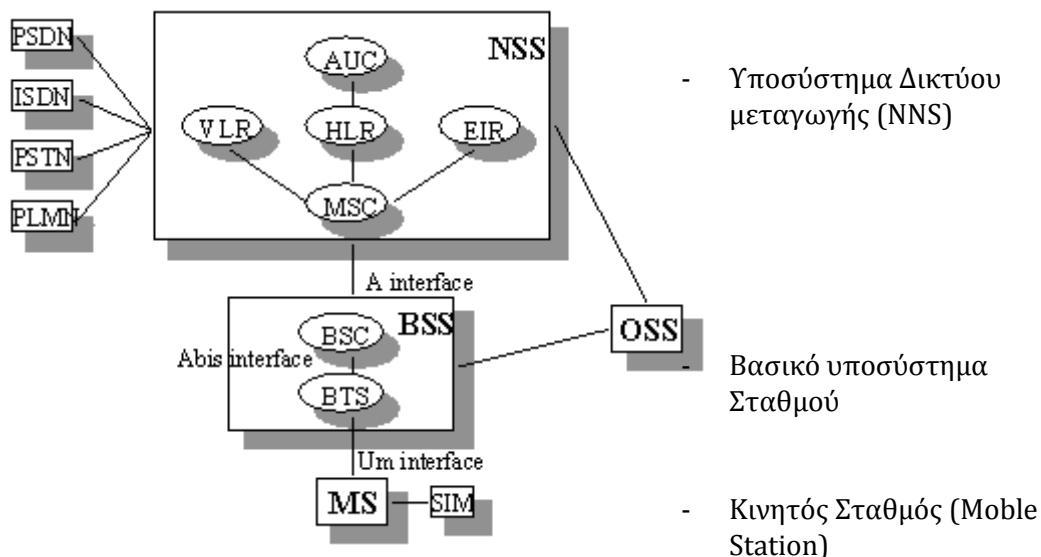 PSDN
ISDN
PSTN
PLMN
NSS
AUC
VLR
HLR
EIR
MSC
A interface
BSS
BSC
Abis interface
BTS
OSS
Um interface
MS
SIM
- Υποσύστημα Δικτύου
μεταγωγής (NNS)
- Βασικό υποσύστημα
Σταθμού
- Κινητός Σταθμός (Moble
Station)